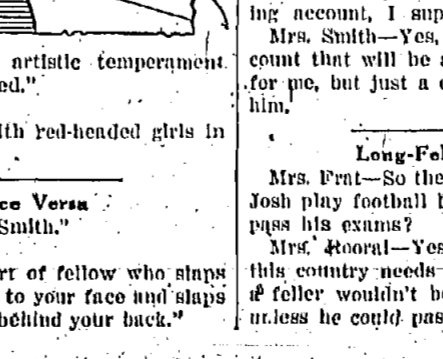 artistic temperament
ed."
ith red-headed girls in
ce Versa
Smith."
rt of fellow who slaps
to your face and slaps
behind your back."
ing account, I sup
Mrs. Smith—Yes,
count that will be a
for me, but just a
him.
Long-Fel
Mrs. Frat—So the
Josh play football b
pass his exams?
Mrs. Hooral—Yes
this country needs
a feller wouldn't b
unless he could pas